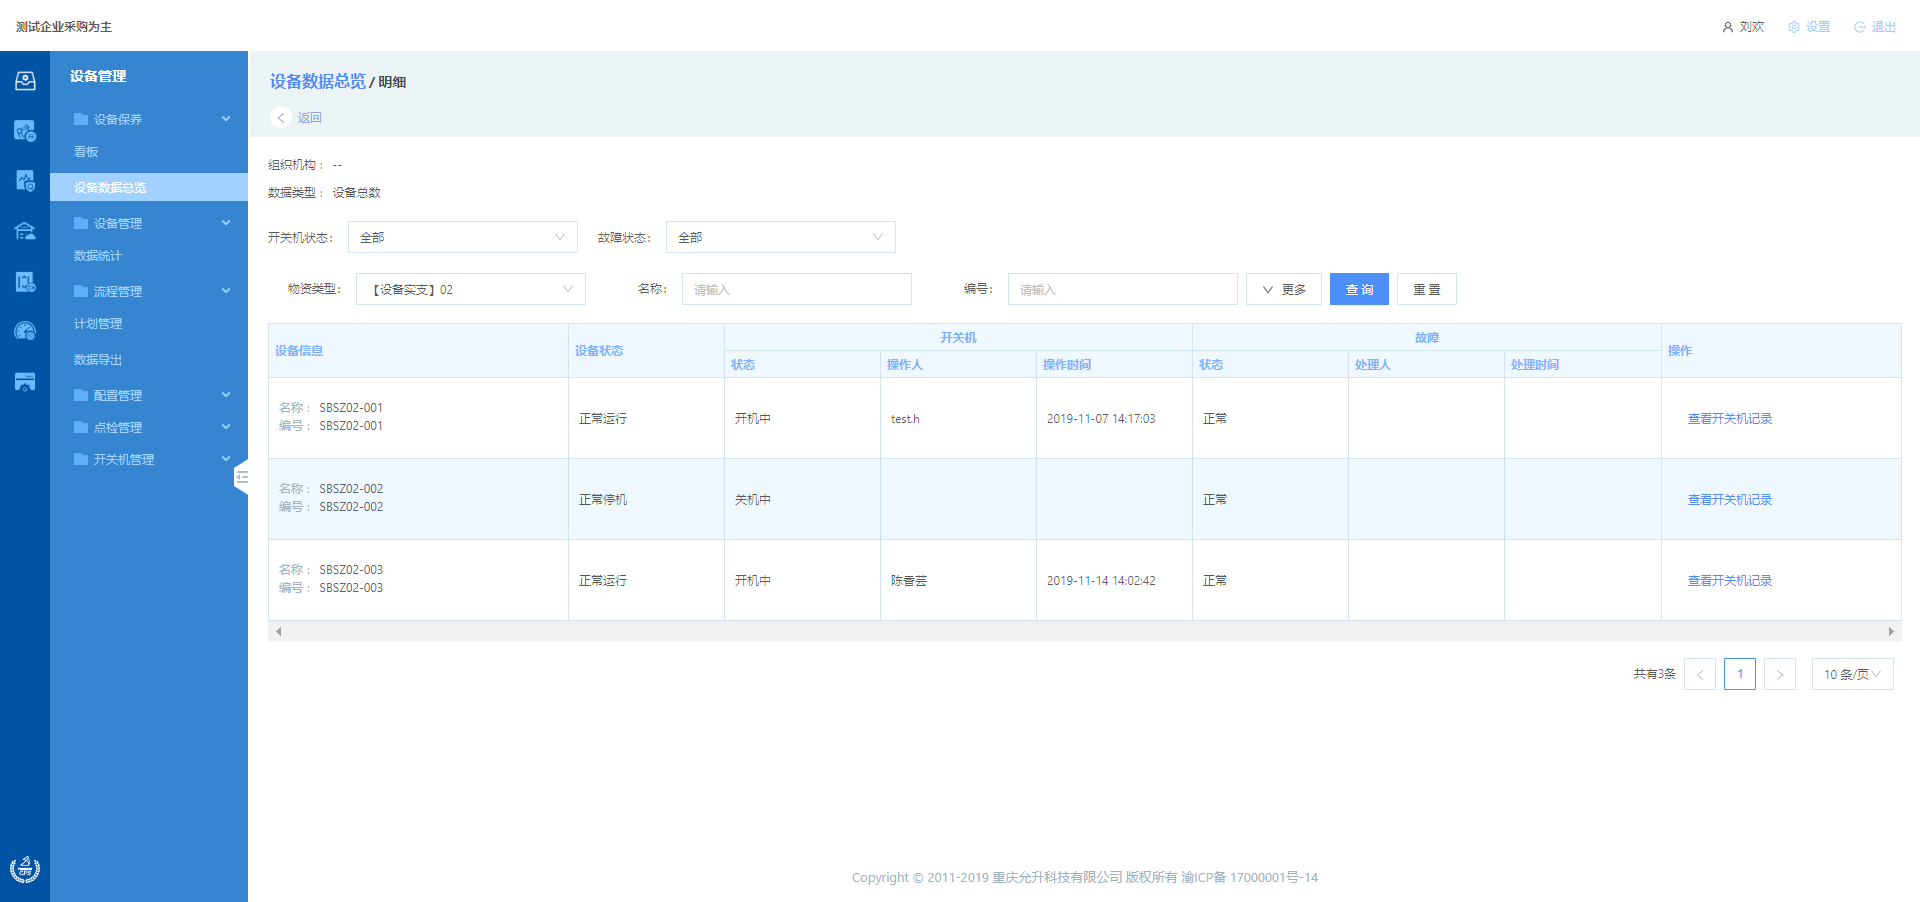 测试企业采购为主
刘欢 设置 退出
设备管理
设备保养
看板
设备数据总览
设备管理
数据统计
流程管理
计划管理
数据导出
配置管理
点检管理
开关机管理
CPS
设备数据总览 / 明细
返回
组织机构： --
数据类型： 设备总数
开关机状态： 全部 故障状态： 全部
物资类型： 【设备实支】02 名称： 请输入 编号： 请输入 更多 查 询 重 置
设备信息 设备状态 开关机 故障 操作
状态 操作人 操作时间 状态 处理人 处理时间
名称： SBSZ02-001
编号： SBSZ02-001
正常运行 开机中 test.h 2019-11-07 14:17:03 正常 查看开关机记录
名称： SBSZ02-002
编号： SBSZ02-002
正常停机 关机中 正常 查看开关机记录
名称： SBSZ02-003
编号： SBSZ02-003
正常运行 开机中 陈香芸 2019-11-14 14:02:42 正常 查看开关机记录
共有3条 1 10 条/页
Copyright © 2011-2019 重庆允升科技有限公司 版权所有 渝ICP备 17000001号-14